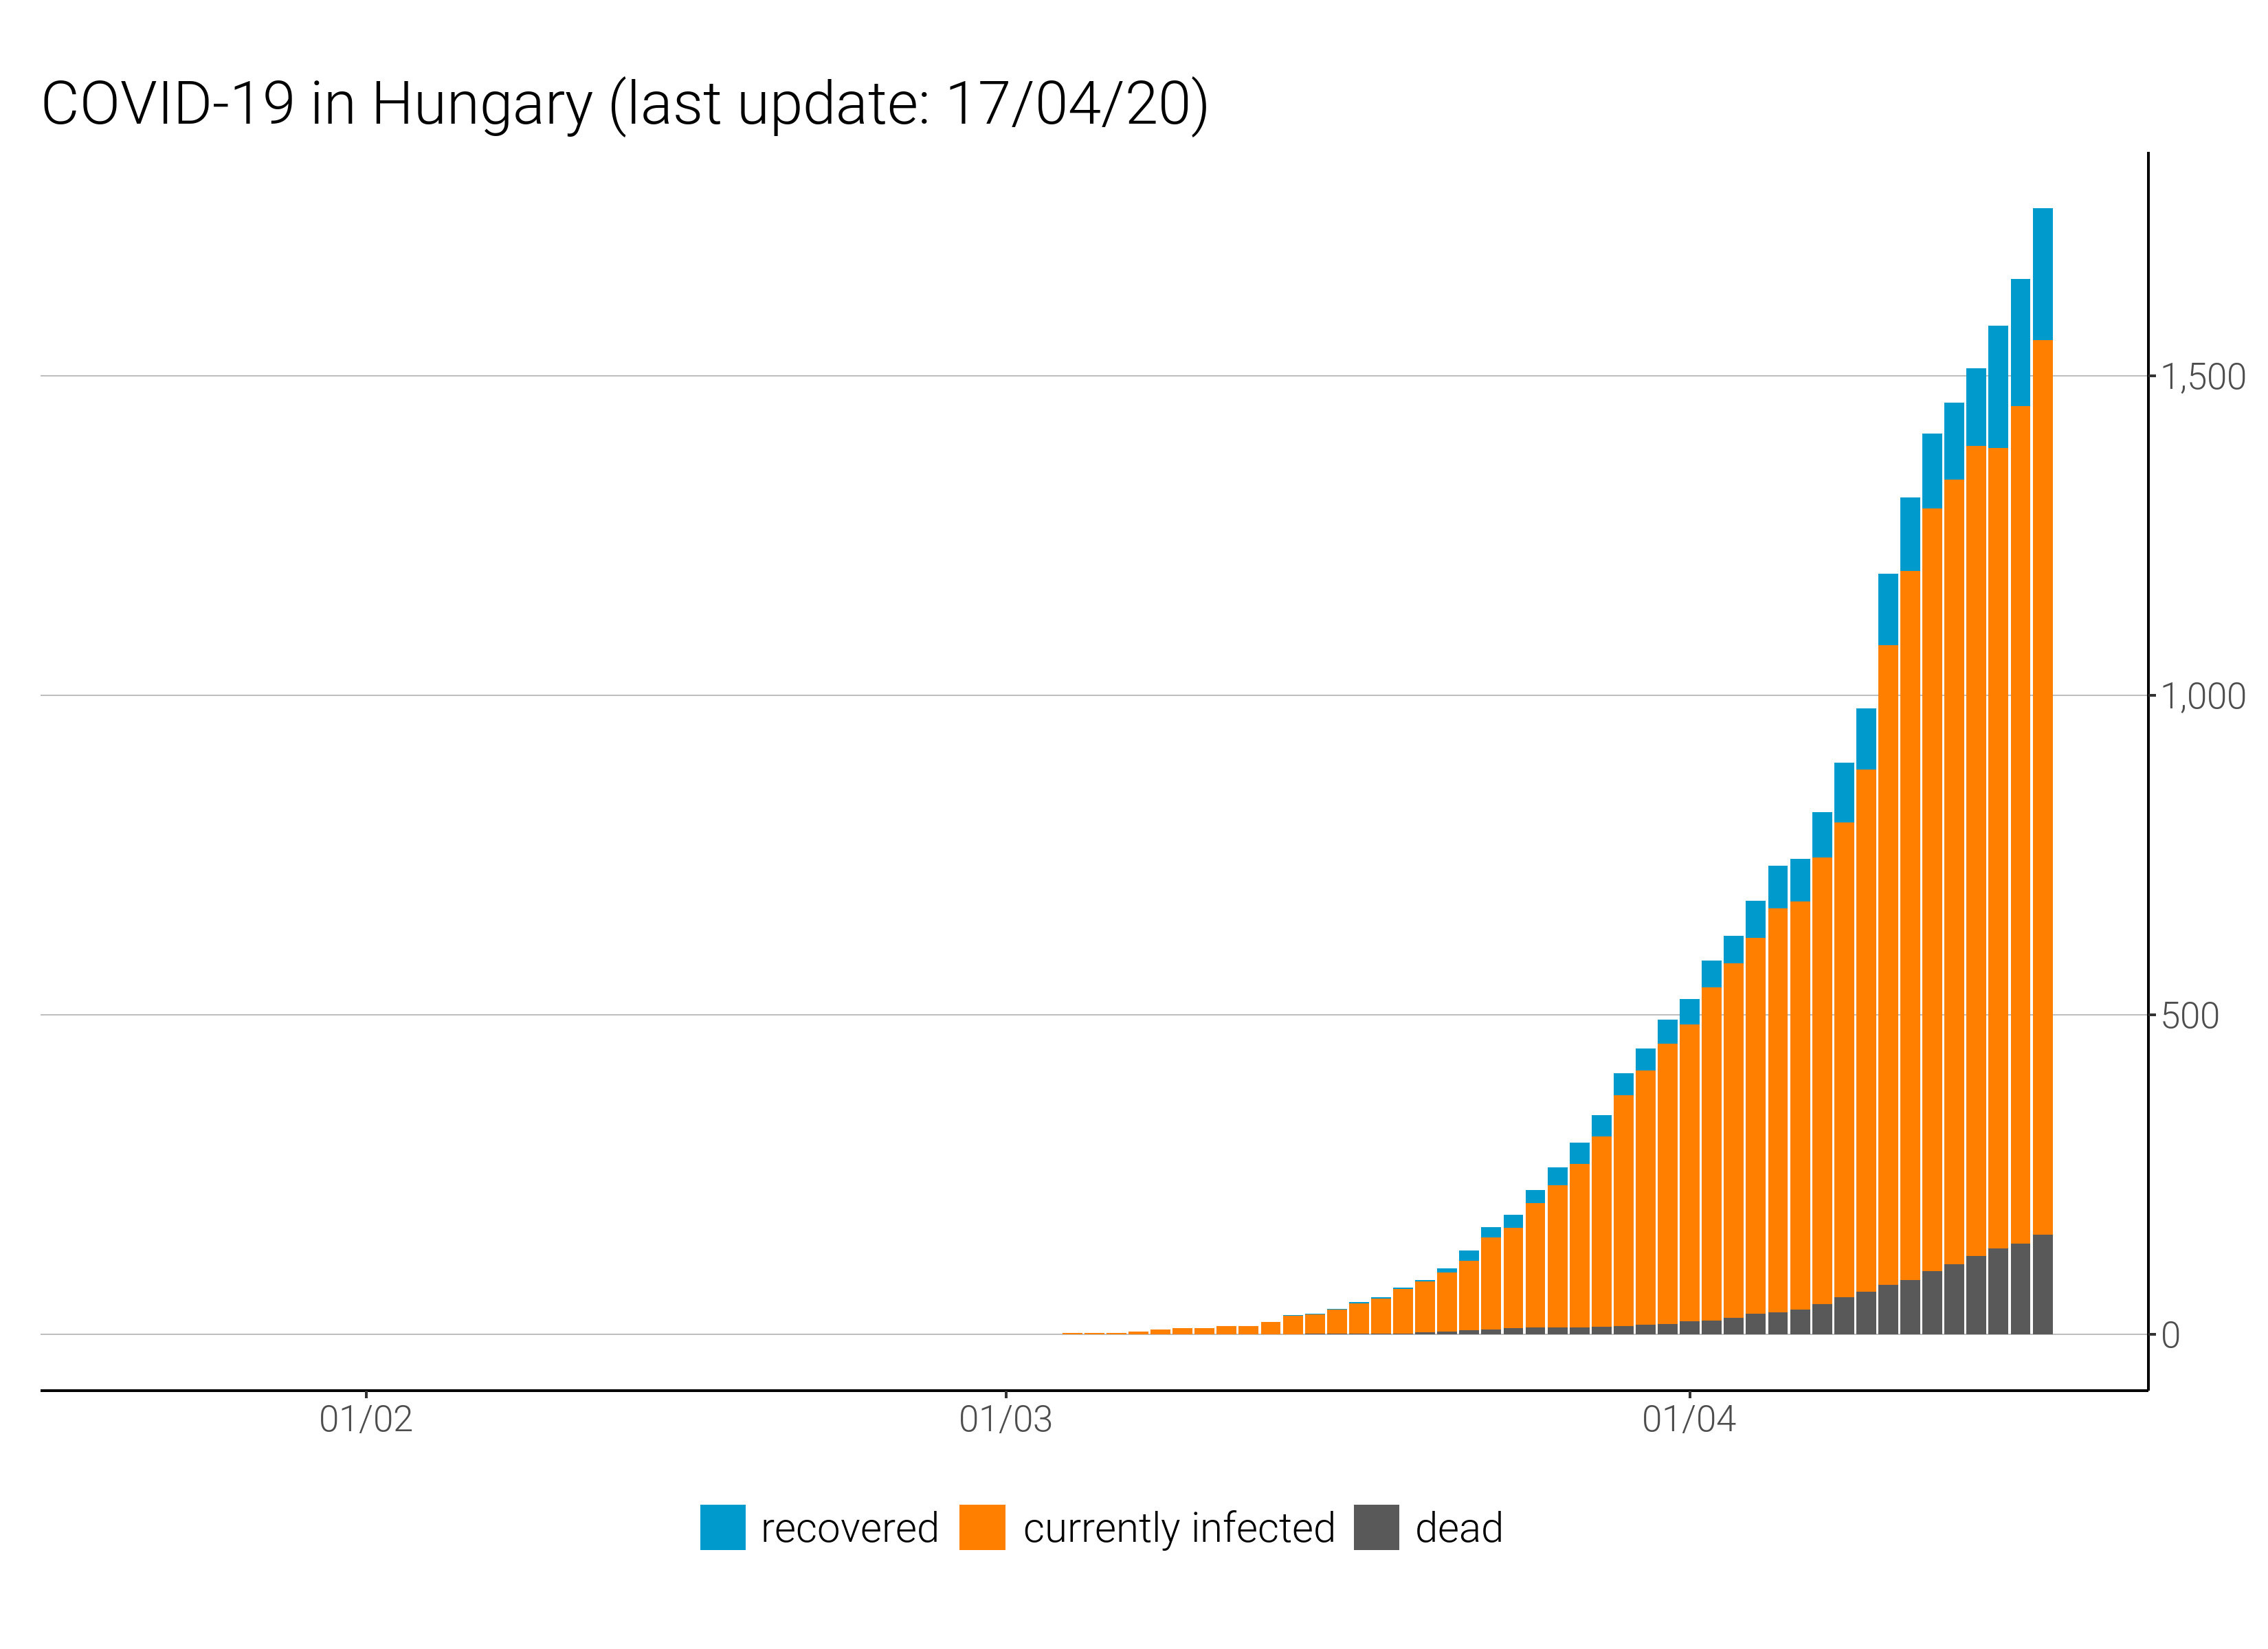 COVID-19 in Hungary (last update: 17/04/20)
1,500
1,000
500
0
01/02 01/03 01/04
recovered currently infected dead